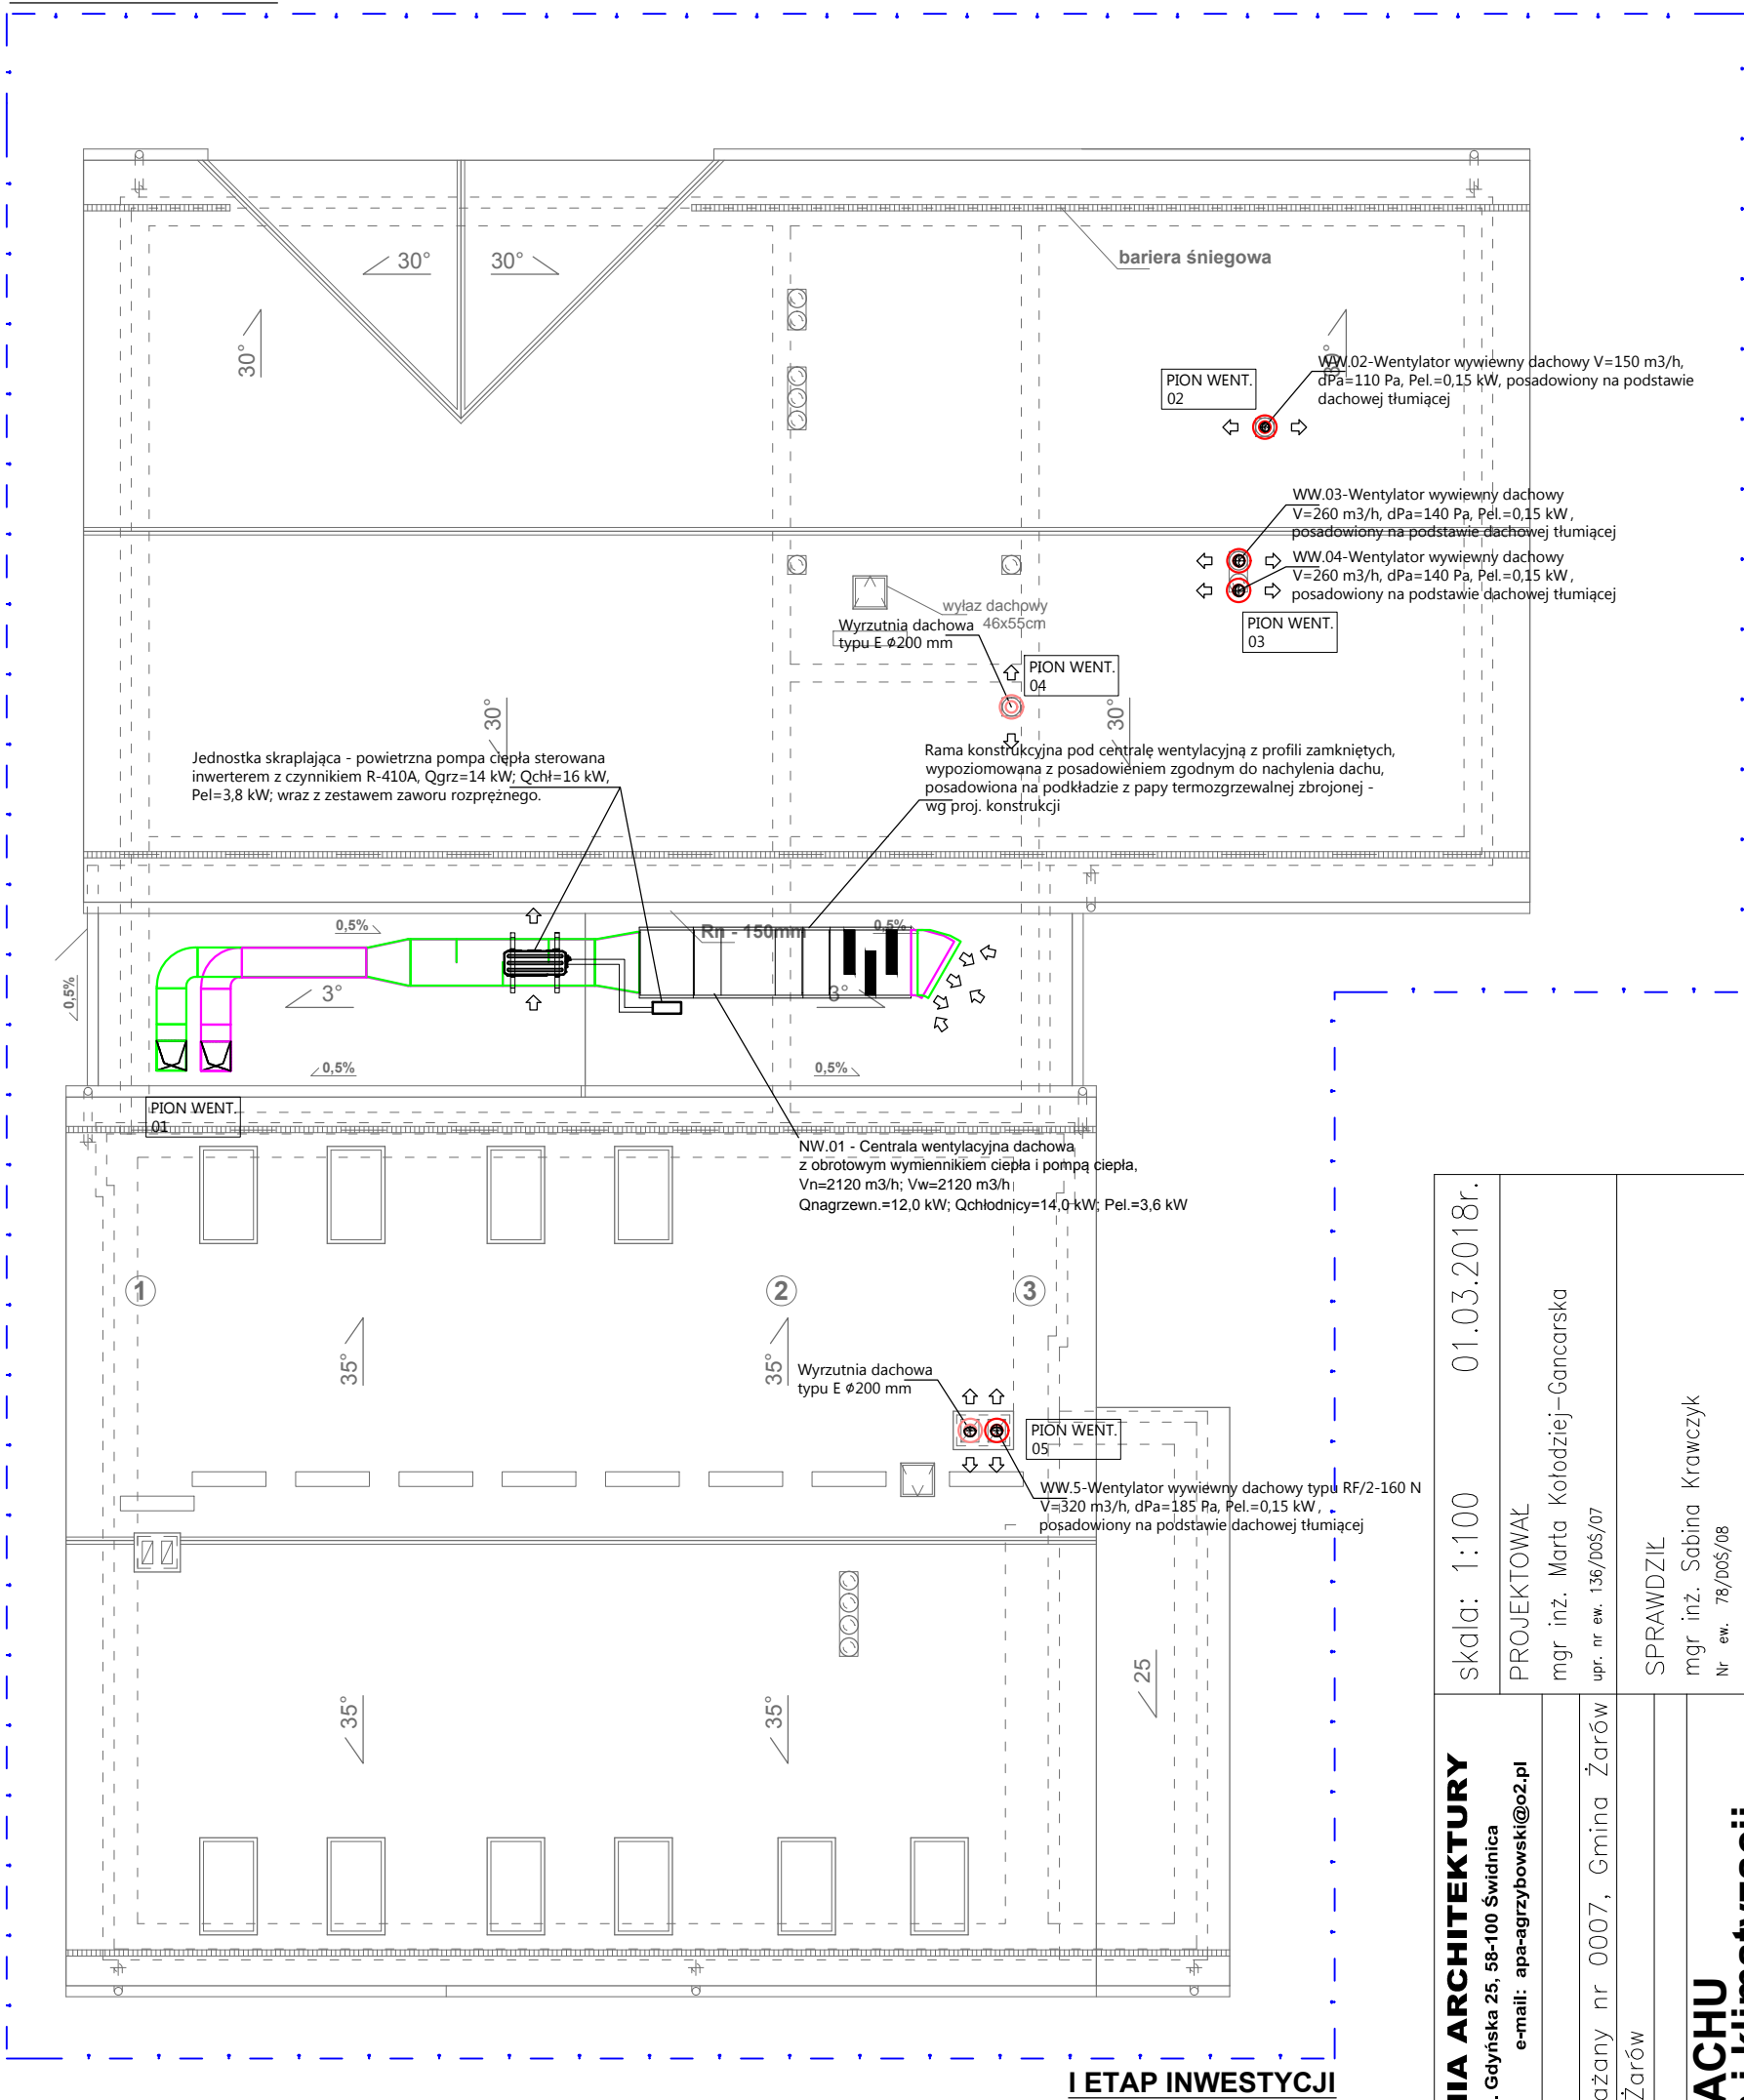 30°
30°
bariera śniegowa
30°
30°
WW.02-Wentylator wywiewny dachowy V=150 m3/h,
dPa=110 Pa, Pel.=0,15 kW, posadowiony na podstawie
dachowej tłumiącej
PION WENT.
02
WW.03-Wentylator wywiewny dachowy
V=260 m3/h, dPa=140 Pa, Pel.=0,15 kW,
posadowiony na podstawie dachowej tłumiącej
WW.04-Wentylator wywiewny dachowy
V=260 m3/h, dPa=140 Pa, Pel.=0,15 kW,
posadowiony na podstawie dachowej tłumiącej
PION WENT.
03
wyłaz dachowy
46x55cm
Wyrzutnia dachowa
typu E ⌀200 mm
PION WENT.
04
30°
30°
Jednostka skraplająca - powietrzna pompa ciepła sterowana
inwerterem z czynnikiem R-410A, Qgrz=14 kW; Qchł=16 kW,
Pel=3,8 kW; wraz z zestawem zaworu rozprężnego.
Rama konstrukcyjna pod centralę wentylacyjną z profili zamkniętych,
wypoziomowana z posadowieniem zgodnym do nachylenia dachu,
posadowiona na podkładzie z papy termozgrzewalnej zbrojonej -
wg proj. konstrukcji
0,5%
Rn - 150mm
0,5%
0,5%
3°
3°
0,5%
0,5%
PION WENT.
01
NW.01 - Centrala wentylacyjna dachowa
z obrotowym wymiennikiem ciepła i pompą ciepła,
Vn=2120 m3/h; Vw=2120 m3/h
Qnagrzewn.=12,0 kW; Qchłodnicy=14,0 kW; Pel.=3,6 kW
1
2
3
35°
35°
Wyrzutnia dachowa
typu E ⌀200 mm
PION WENT.
05
WW.5-Wentylator wywiewny dachowy typu RF/2-160 N
V=320 m3/h, dPa=185 Pa, Pel.=0,15 kW,
posadowiony na podstawie dachowej tłumiącej
35°
35°
25
I ETAP INWESTYCJI
skala: 1:100 01.03.2018r.
PROJEKTOWAŁ
mgr inż. Marta Kołodziej-Gancarska
upr. nr ew. 136/DOŚ/07
SPRAWDZIŁ
mgr inż. Sabina Krawczyk
Nr ew. 78/DOŚ/08
NIA ARCHITEKTURY
. Gdyńska 25, 58-100 Świdnica
e-mail: apa-agrzybowski@o2.pl
ażany nr 0007, Gmina Żarów
Żarów
ACHU